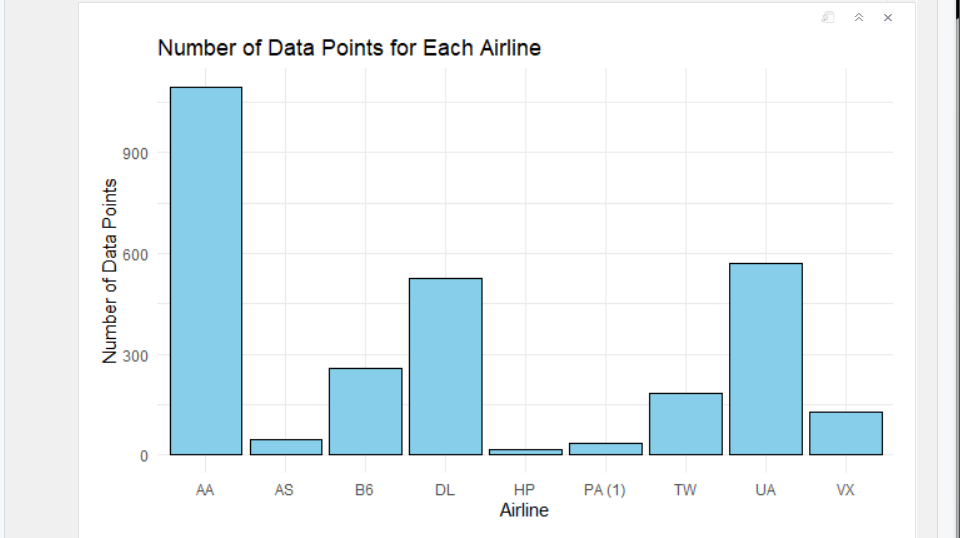 Number of Data Points for Each Airline
Number of Data Points
900
600
300
0
AA AS B6 DL HP PA (1) TW UA VX
Airline